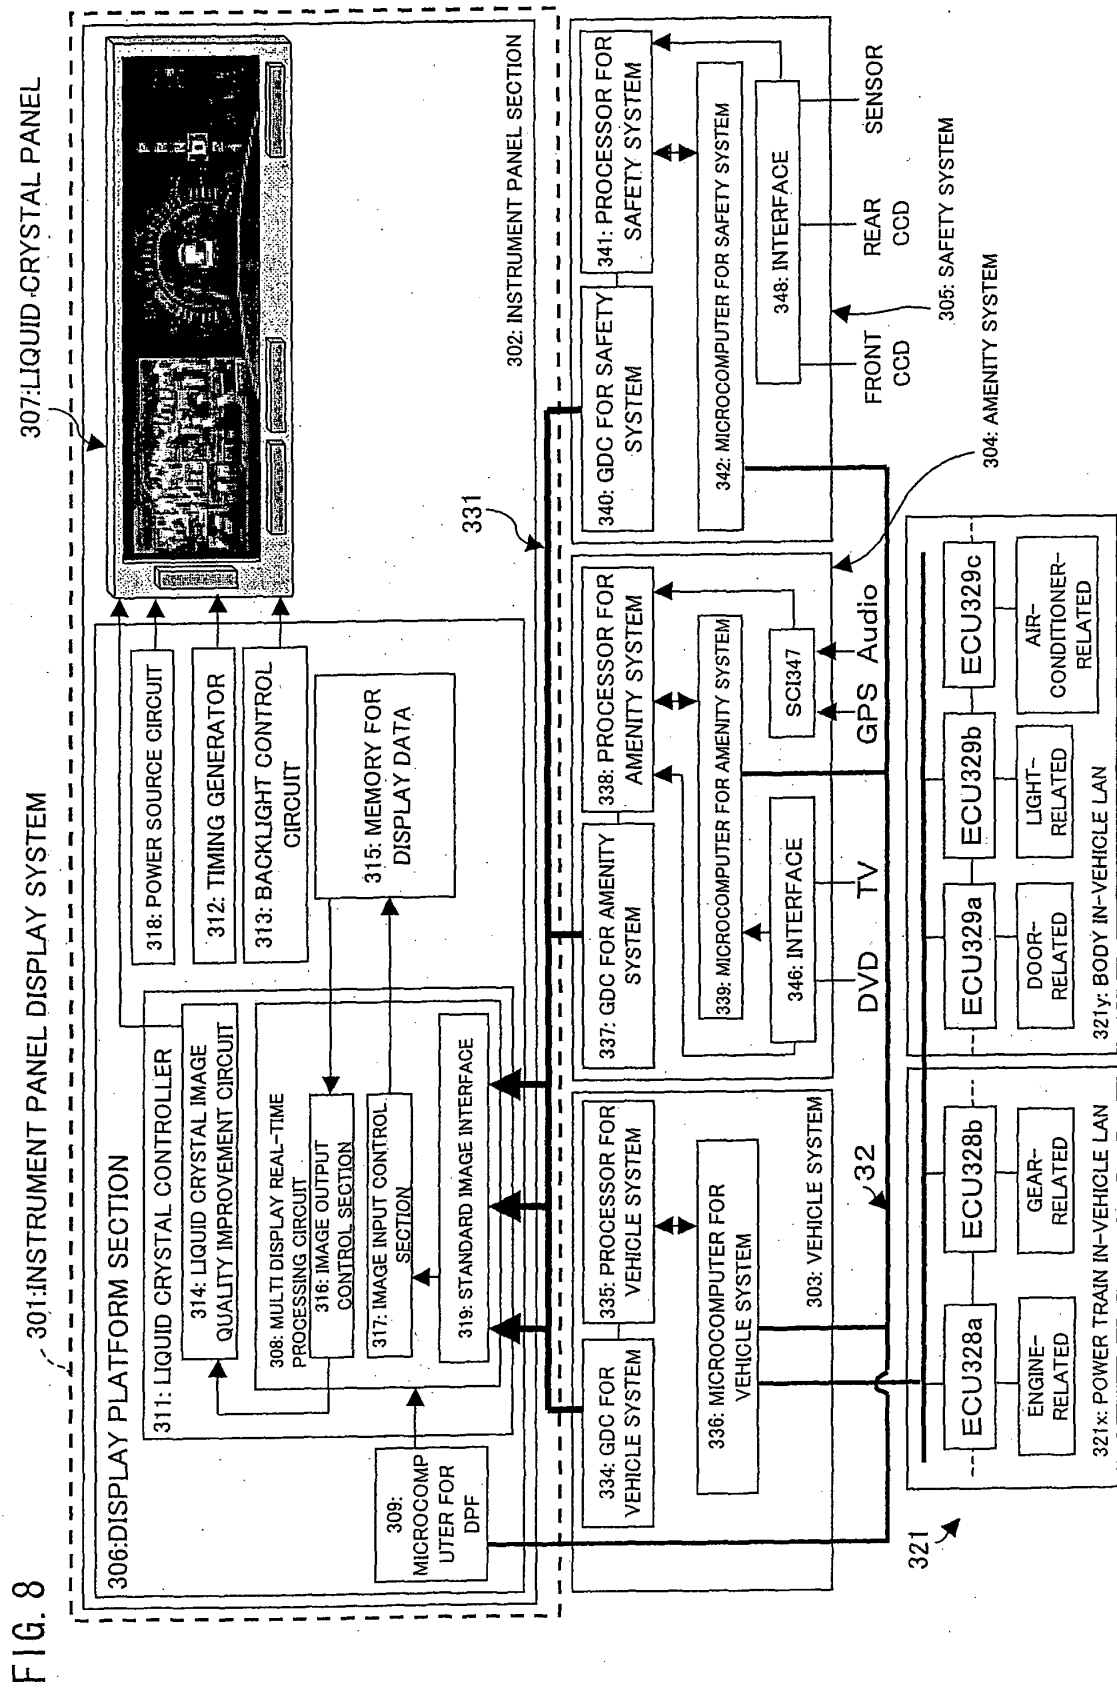 FIG. 8
301:INSTRUMENT PANEL DISPLAY SYSTEM
307:LIQUID CRYSTAL PANEL
306:DISPLAY PLATFORM SECTION
311: LIQUID CRYSTAL CONTROLLER
314: LIQUID CRYSTAL IMAGE
QUALITY IMPROVEMENT CIRCUIT
308: MULTI DISPLAY REAL-TIME
PROCESSING CIRCUIT
316: IMAGE OUTPUT
CONTROL SECTION
317: IMAGE INPUT CONTROL
SECTION
319: STANDARD IMAGE INTERFACE
309:
MICROCOMP
UTER FOR
DPF
318: POWER SOURCE CIRCUIT
312: TIMING GENERATOR
313: BACKLIGHT CONTROL
CIRCUIT
315: MEMORY FOR
DISPLAY DATA
P
R
N
D
2
1
302: INSTRUMENT PANEL SECTION
331
334: GDC FOR
VEHICLE SYSTEM
335: PROCESSOR FOR
VEHICLE SYSTEM
336: MICROCOMPUTER FOR
VEHICLE SYSTEM
303: VEHICLE SYSTEM
337: GDC FOR AMENITY
SYSTEM
338: PROCESSOR FOR
AMENITY SYSTEM
339: MICROCOMPUTER FOR AMENITY SYSTEM
346: INTERFACE
SCI347
DVD
TV
GPS
Audio
340: GDC FOR SAFETY
SYSTEM
341: PROCESSOR FOR
SAFETY SYSTEM
342: MICROCOMPUTER FOR SAFETY SYSTEM
348: INTERFACE
FRONT
CCD
REAR
CCD
SENSOR
305: SAFETY SYSTEM
304: AMENITY SYSTEM
32
321
ECU328a
ECU328b
ENGINE-
RELATED
GEAR-
RELATED
321x: POWER TRAIN IN-VEHICLE LAN
ECU329a
ECU329b
ECU329c
DOOR-
RELATED
LIGHT-
RELATED
AIR-
CONDITIONER-
RELATED
321y: BODY IN-VEHICLE LAN